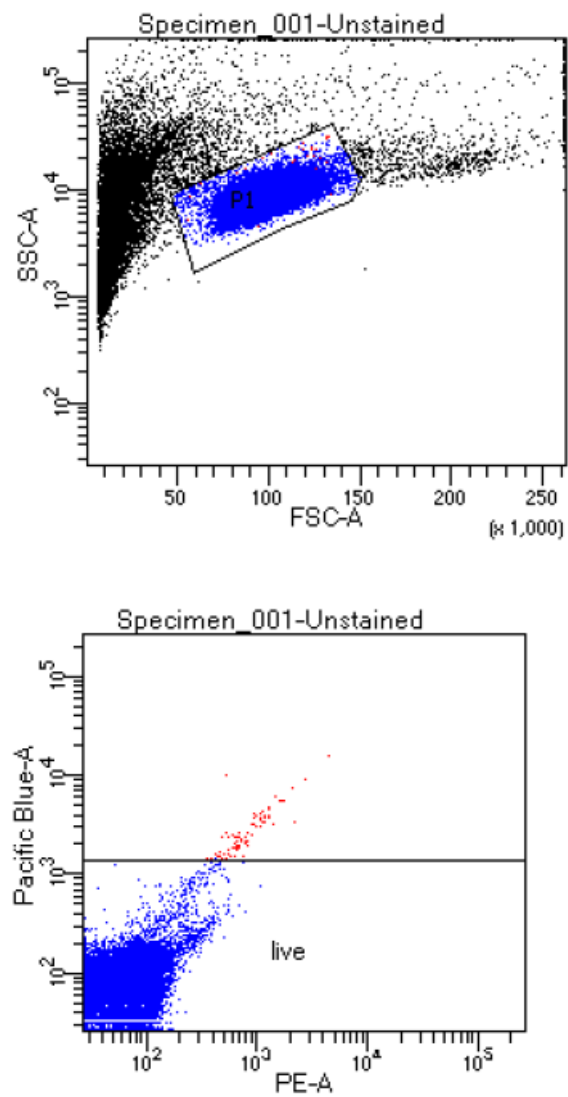 Specimen_001-Unstained
SSC-A
10^5
10^4
10^3
10^2
P1
50 100 150 200 250
FSC-A
(x 1,000)
Specimen_001-Unstained
Pacific Blue-A
10^5
10^4
10^3
10^2
live
10^2 10^3 10^4 10^5
PE-A